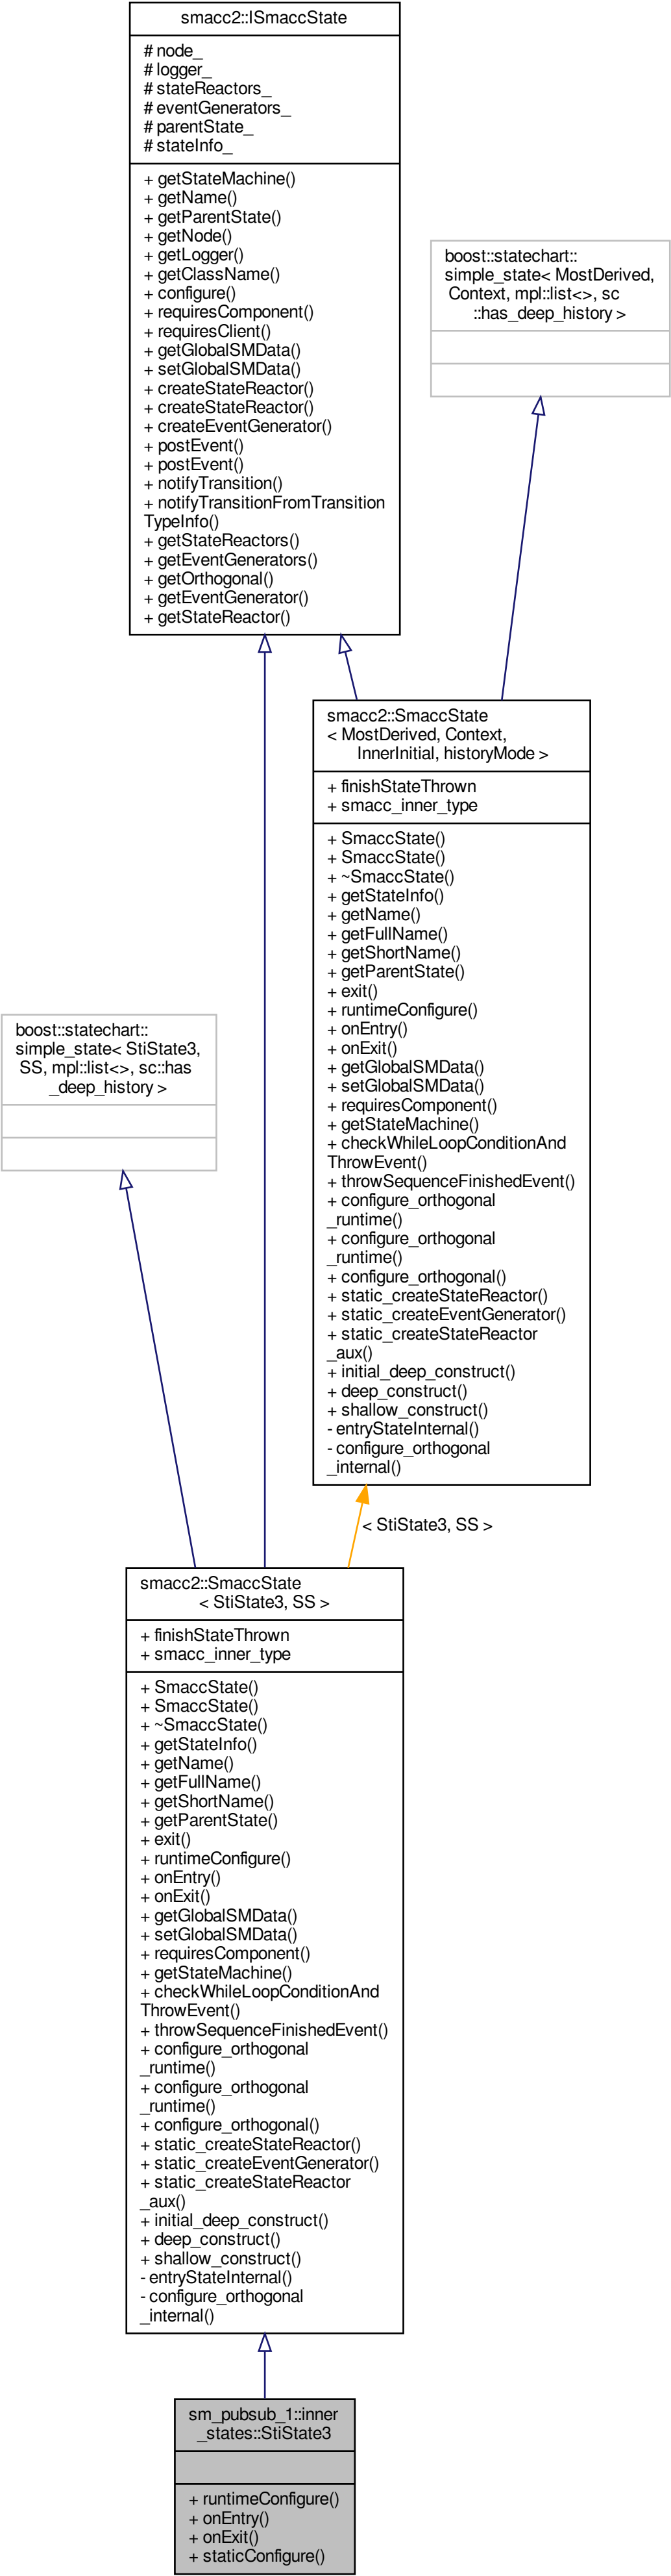 smacc2::ISmaccState
# node_
# logger_
# stateReactors_
# eventGenerators_
# parentState_
# stateInfo_
+ getStateMachine()
+ getName()
+ getParentState()
+ getNode()
+ getLogger()
+ getClassName()
+ configure()
+ requiresComponent()
+ requiresClient()
+ getGlobalSMData()
+ setGlobalSMData()
+ createStateReactor()
+ createStateReactor()
+ createEventGenerator()
+ postEvent()
+ postEvent()
+ notifyTransition()
+ notifyTransitionFromTransition
TypeInfo()
+ getStateReactors()
+ getEventGenerators()
+ getOrthogonal()
+ getEventGenerator()
+ getStateReactor()
boost::statechart::
simple_state< MostDerived,
Context, mpl::list<>, sc
::has_deep_history >
smacc2::SmaccState
< MostDerived, Context,
InnerInitial, historyMode >
+ finishStateThrown
+ smacc_inner_type
+ SmaccState()
+ SmaccState()
+ ~SmaccState()
+ getStateInfo()
+ getName()
+ getFullName()
+ getShortName()
+ getParentState()
+ exit()
+ runtimeConfigure()
+ onEntry()
+ onExit()
+ getGlobalSMData()
+ setGlobalSMData()
+ requiresComponent()
+ getStateMachine()
+ checkWhileLoopConditionAnd
ThrowEvent()
+ throwSequenceFinishedEvent()
+ configure_orthogonal
_runtime()
+ configure_orthogonal
_runtime()
+ configure_orthogonal()
+ static_createStateReactor()
+ static_createEventGenerator()
+ static_createStateReactor
_aux()
+ initial_deep_construct()
+ deep_construct()
+ shallow_construct()
- entryStateInternal()
- configure_orthogonal
_internal()
boost::statechart::
simple_state< StiState3,
SS, mpl::list<>, sc::has
_deep_history >
< StiState3, SS >
smacc2::SmaccState
< StiState3, SS >
+ finishStateThrown
+ smacc_inner_type
+ SmaccState()
+ SmaccState()
+ ~SmaccState()
+ getStateInfo()
+ getName()
+ getFullName()
+ getShortName()
+ getParentState()
+ exit()
+ runtimeConfigure()
+ onEntry()
+ onExit()
+ getGlobalSMData()
+ setGlobalSMData()
+ requiresComponent()
+ getStateMachine()
+ checkWhileLoopConditionAnd
ThrowEvent()
+ throwSequenceFinishedEvent()
+ configure_orthogonal
_runtime()
+ configure_orthogonal
_runtime()
+ configure_orthogonal()
+ static_createStateReactor()
+ static_createEventGenerator()
+ static_createStateReactor
_aux()
+ initial_deep_construct()
+ deep_construct()
+ shallow_construct()
- entryStateInternal()
- configure_orthogonal
_internal()
sm_pubsub_1::inner
_states::StiState3
+ runtimeConfigure()
+ onEntry()
+ onExit()
+ staticConfigure()